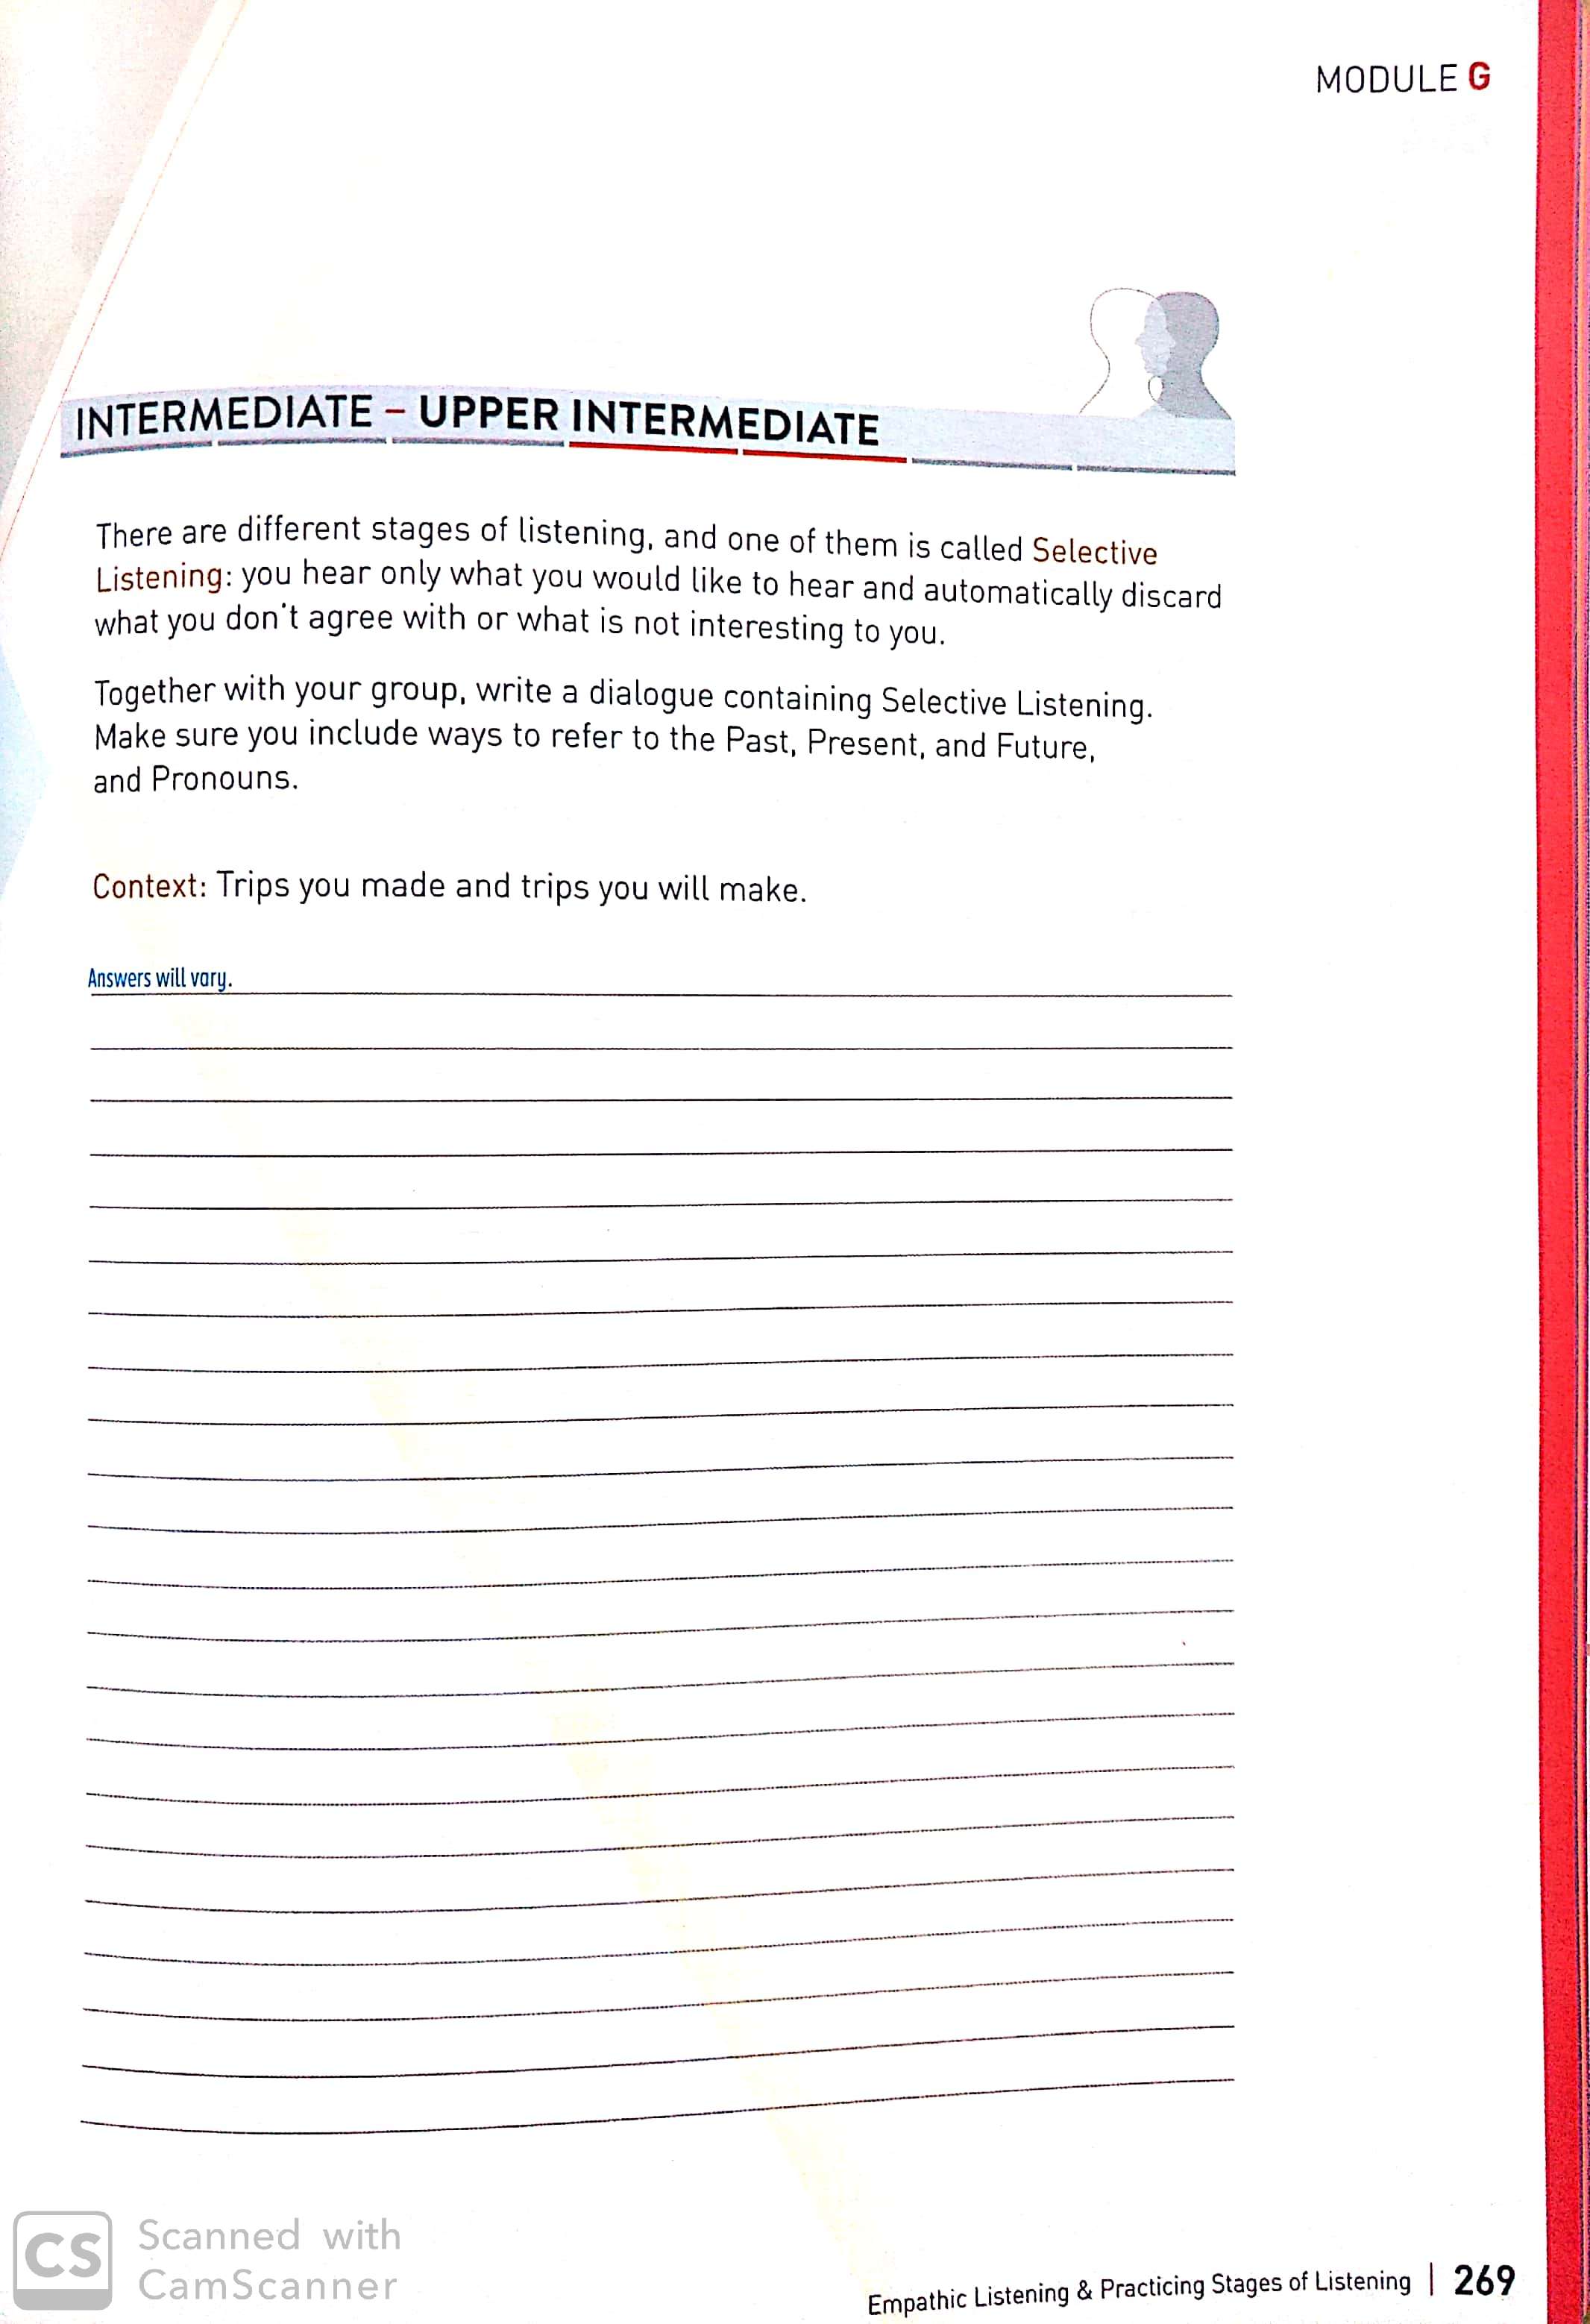 MODULE G
INTERMEDIATE – UPPER INTERMEDIATE
There are different stages of listening, and one of them is called Selective
Listening: you hear only what you would like to hear and automatically discard
what you don't agree with or what is not interesting to you.
Together with your group, write a dialogue containing Selective Listening.
Make sure you include ways to refer to the Past, Present, and Future,
and Pronouns.
Context: Trips you made and trips you will make.
Answers will vary.
CS Scanned with
CamScanner
Empathic Listening & Practicing Stages of Listening | 269